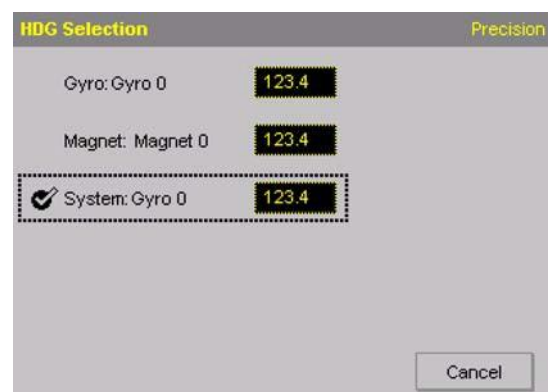 HDG Selection Precision
Gyro: Gyro 0 123.4
Magnet: Magnet 0 123.4
System: Gyro 0 123.4
Cancel